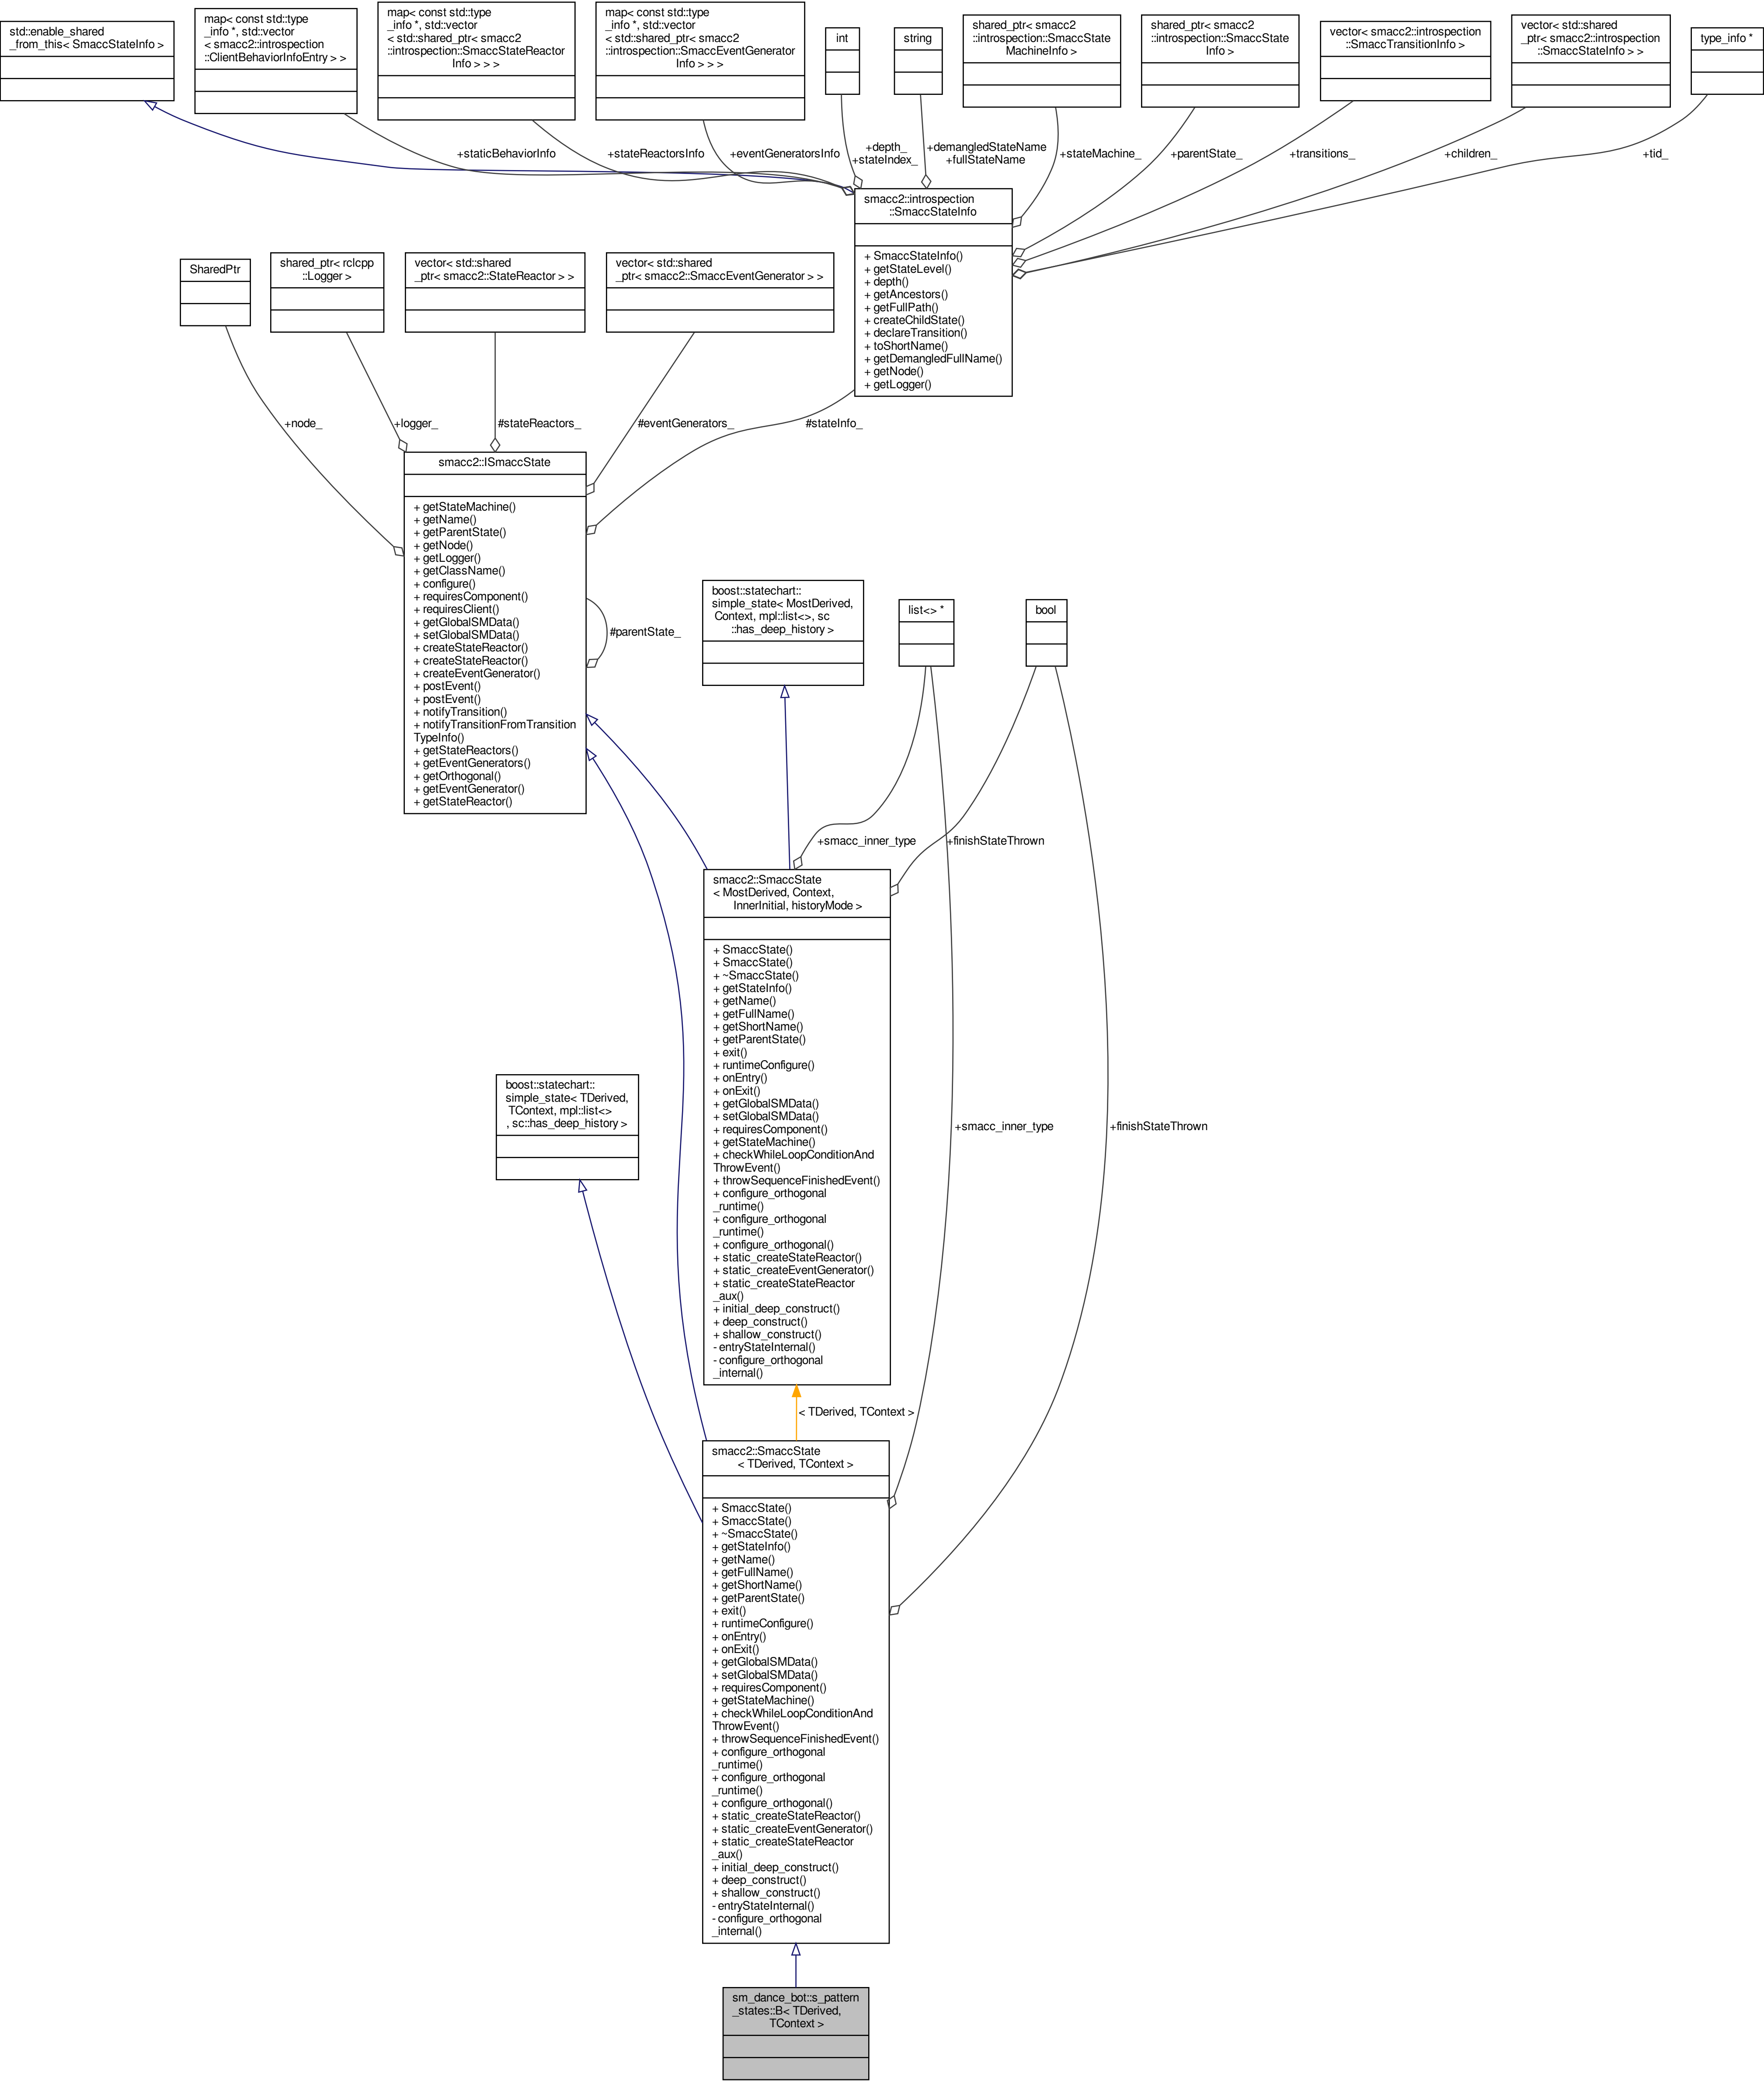 std::enable_shared
_from_this< SmaccStateInfo >
map< const std::type
_info *, std::vector
< smacc2::introspection
::ClientBehaviorInfoEntry > >
map< const std::type
_info *, std::vector
< std::shared_ptr< smacc2
::introspection::SmaccStateReactor
Info > > >
map< const std::type
_info *, std::vector
< std::shared_ptr< smacc2
::introspection::SmaccEventGenerator
Info > > >
int
string
shared_ptr< smacc2
::introspection::SmaccState
MachineInfo >
shared_ptr< smacc2
::introspection::SmaccState
Info >
vector< smacc2::introspection
::SmaccTransitionInfo >
vector< std::shared
_ptr< smacc2::introspection
::SmaccStateInfo > >
type_info *
+staticBehaviorInfo
+stateReactorsInfo
+eventGeneratorsInfo
+depth_
+stateIndex_
+demangledStateName
+fullStateName
+stateMachine_
+parentState_
+transitions_
+children_
+tid_
smacc2::introspection
::SmaccStateInfo
+ SmaccStateInfo()
+ getStateLevel()
+ depth()
+ getAncestors()
+ getFullPath()
+ createChildState()
+ declareTransition()
+ toShortName()
+ getDemangledFullName()
+ getNode()
+ getLogger()
SharedPtr
shared_ptr< rclcpp
::Logger >
vector< std::shared
_ptr< smacc2::StateReactor > >
vector< std::shared
_ptr< smacc2::SmaccEventGenerator > >
+node_
+logger_
#stateReactors_
#eventGenerators_
#stateInfo_
smacc2::ISmaccState
+ getStateMachine()
+ getName()
+ getParentState()
+ getNode()
+ getLogger()
+ getClassName()
+ configure()
+ requiresComponent()
+ requiresClient()
+ getGlobalSMData()
+ setGlobalSMData()
+ createStateReactor()
+ createStateReactor()
+ createEventGenerator()
+ postEvent()
+ postEvent()
+ notifyTransition()
+ notifyTransitionFromTransition
TypeInfo()
+ getStateReactors()
+ getEventGenerators()
+ getOrthogonal()
+ getEventGenerator()
+ getStateReactor()
#parentState_
boost::statechart::
simple_state< MostDerived,
Context, mpl::list<>, sc
::has_deep_history >
list<> *
bool
+smacc_inner_type
+finishStateThrown
smacc2::SmaccState
< MostDerived, Context,
InnerInitial, historyMode >
+ SmaccState()
+ SmaccState()
+ ~SmaccState()
+ getStateInfo()
+ getName()
+ getFullName()
+ getShortName()
+ getParentState()
+ exit()
+ runtimeConfigure()
+ onEntry()
+ onExit()
+ getGlobalSMData()
+ setGlobalSMData()
+ requiresComponent()
+ getStateMachine()
+ checkWhileLoopConditionAnd
ThrowEvent()
+ throwSequenceFinishedEvent()
+ configure_orthogonal
_runtime()
+ configure_orthogonal
_runtime()
+ configure_orthogonal()
+ static_createStateReactor()
+ static_createEventGenerator()
+ static_createStateReactor
_aux()
+ initial_deep_construct()
+ deep_construct()
+ shallow_construct()
- entryStateInternal()
- configure_orthogonal
_internal()
boost::statechart::
simple_state< TDerived,
TContext, mpl::list<>
, sc::has_deep_history >
+smacc_inner_type
+finishStateThrown
< TDerived, TContext >
smacc2::SmaccState
< TDerived, TContext >
+ SmaccState()
+ SmaccState()
+ ~SmaccState()
+ getStateInfo()
+ getName()
+ getFullName()
+ getShortName()
+ getParentState()
+ exit()
+ runtimeConfigure()
+ onEntry()
+ onExit()
+ getGlobalSMData()
+ setGlobalSMData()
+ requiresComponent()
+ getStateMachine()
+ checkWhileLoopConditionAnd
ThrowEvent()
+ throwSequenceFinishedEvent()
+ configure_orthogonal
_runtime()
+ configure_orthogonal
_runtime()
+ configure_orthogonal()
+ static_createStateReactor()
+ static_createEventGenerator()
+ static_createStateReactor
_aux()
+ initial_deep_construct()
+ deep_construct()
+ shallow_construct()
- entryStateInternal()
- configure_orthogonal
_internal()
sm_dance_bot::s_pattern
_states::B< TDerived,
TContext >